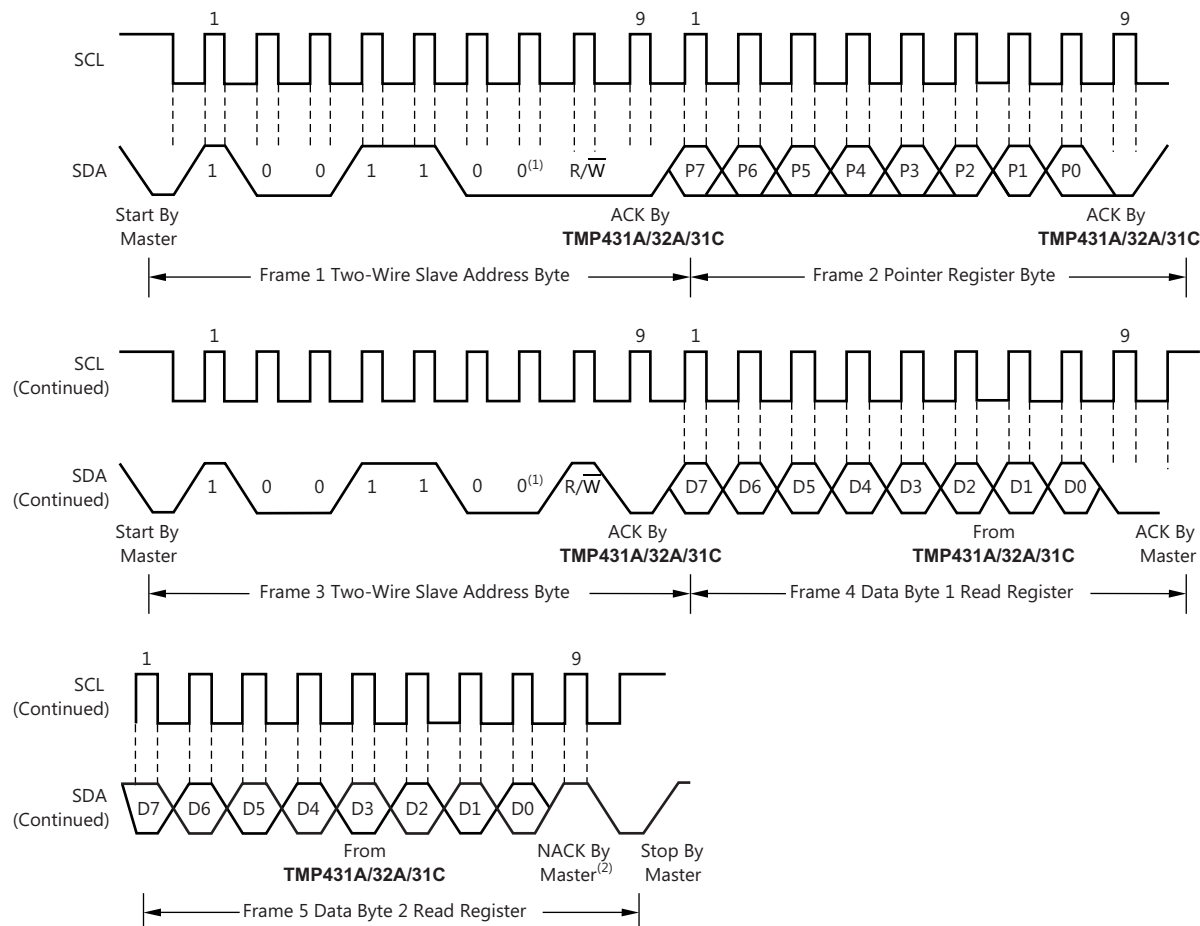 1 9 1 9
SCL
SDA
1 0 0 1 1 0 0(1) R/W̅ P7 P6 P5 P4 P3 P2 P1 P0
Start By
Master
ACK By
TMP431A/32A/31C
ACK By
TMP431A/32A/31C
Frame 1 Two-Wire Slave Address Byte
Frame 2 Pointer Register Byte
1 9 1 9
SCL
(Continued)
SDA
(Continued)
1 0 0 1 1 0 0(1) R/W̅ D7 D6 D5 D4 D3 D2 D1 D0
Start By
Master
ACK By
TMP431A/32A/31C
From
TMP431A/32A/31C
ACK By
Master
Frame 3 Two-Wire Slave Address Byte
Frame 4 Data Byte 1 Read Register
1 9
SCL
(Continued)
SDA
(Continued)
D7 D6 D5 D4 D3 D2 D1 D0
From
TMP431A/32A/31C
NACK By
Master(2)
Stop By
Master
Frame 5 Data Byte 2 Read Register